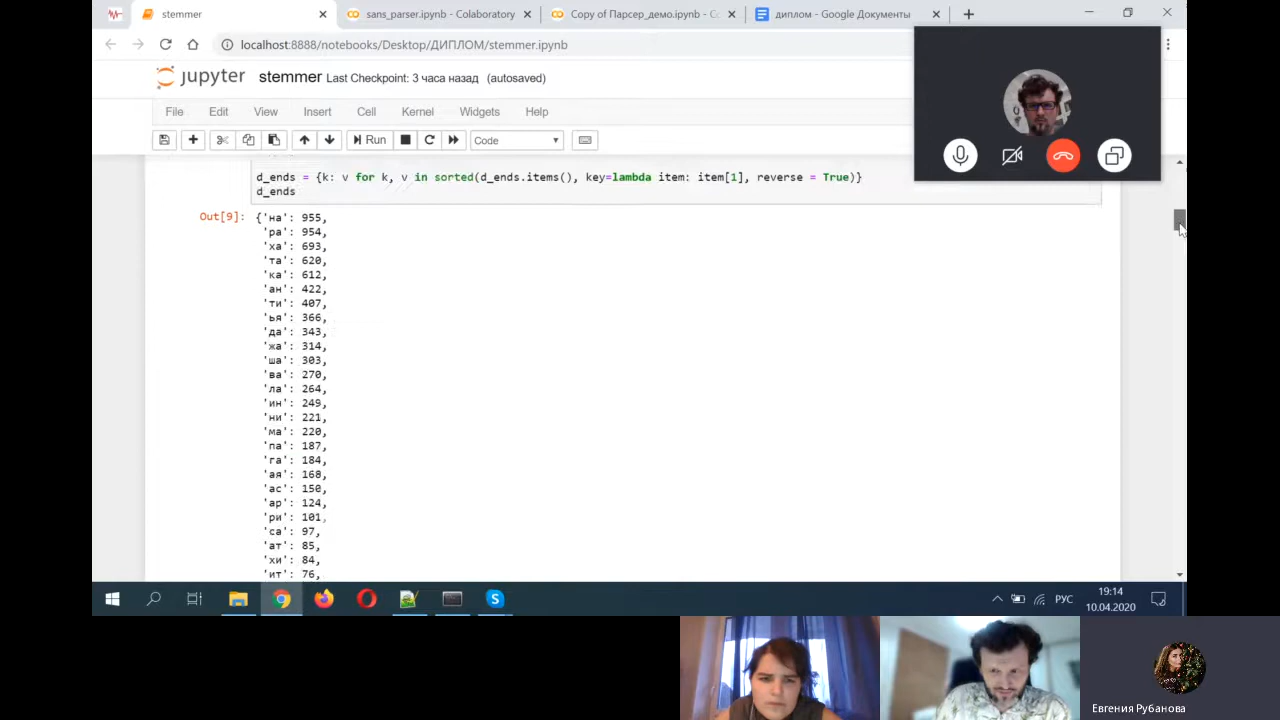 stemmer
sans_parser.ipynb - Colaboratory
Copy of Парсер_демо.ipynb - Co
диплом - Google Документы
localhost:8888/notebooks/Desktop/ДИПЛОМ/stemmer.ipynb
jupyter stemmer Last Checkpoint: 3 часа назад (autosaved)
File Edit View Insert Cell Kernel Widgets Help
Run Code
d_ends = {k: v for k, v in sorted(d_ends.items(), key=lambda item: item[1], reverse = True)}
d_ends
Out[9]: {'на': 955,
'ра': 954,
'ха': 693,
'та': 620,
'ка': 612,
'ан': 422,
'ти': 407,
'ья': 366,
'да': 343,
'жа': 314,
'ша': 303,
'ва': 270,
'ла': 264,
'ин': 249,
'ни': 221,
'ма': 220,
'па': 187,
'га': 184,
'ая': 168,
'ас': 150,
'ар': 124,
'ри': 101,
'са': 97,
'ат': 85,
'хи': 84,
'ит': 76,
РУС
19:14
10.04.2020
Евгения Рубанова